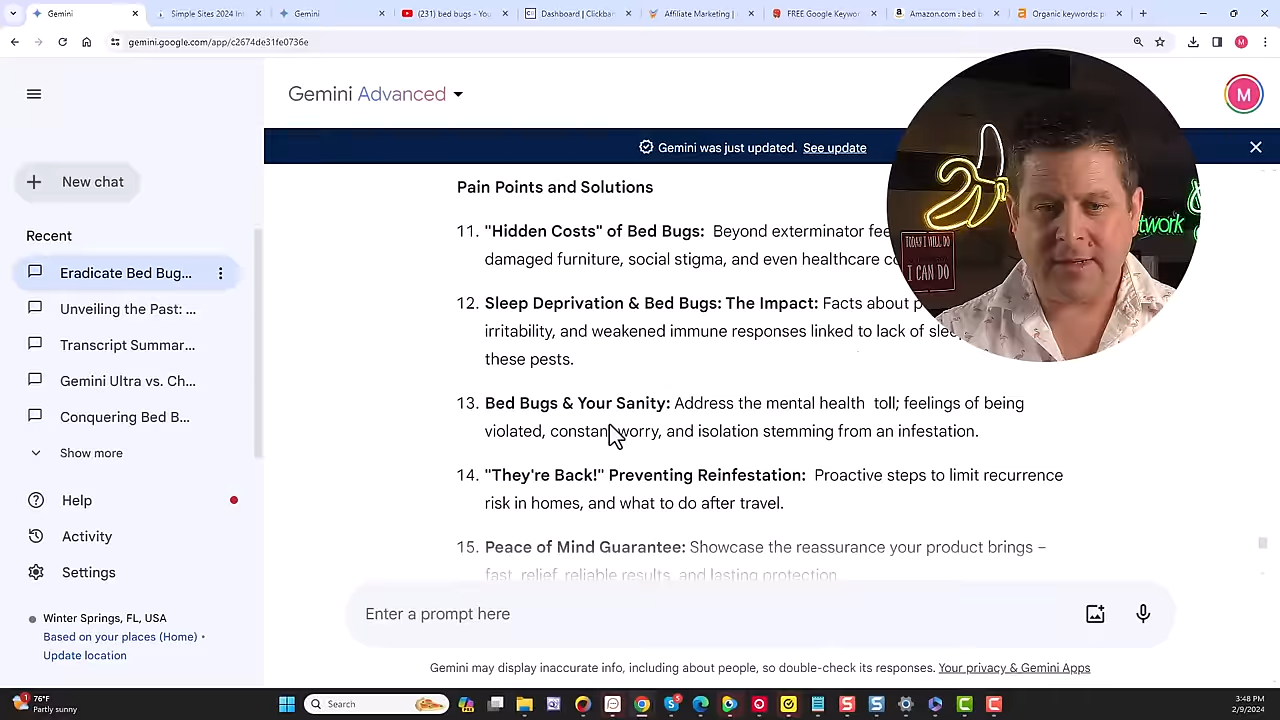 Gemini
Simple Sites 2024 In
Gemini
(231) bed bugs - You
Dashboard | Clickban
Affiliate Marketing |
FREE Google keywor
Amazon.com : bed b
Organic keywords: p
gemini.google.com/app/c2674de31fe0736e
M
Gemini Advanced
M
Gemini was just updated. See update
New chat
Recent
Eradicate Bed Bug...
Unveiling the Past: ...
Transcript Summar...
Gemini Ultra vs. Ch...
Conquering Bed B...
Show more
Help
Activity
Settings
Winter Springs, FL, USA
Based on your places (Home) •
Update location
Pain Points and Solutions
11. "Hidden Costs" of Bed Bugs: Beyond exterminator fee
damaged furniture, social stigma, and even healthcare c
12. Sleep Deprivation & Bed Bugs: The Impact: Facts about
irritability, and weakened immune responses linked to lack of
these pests.
13. Bed Bugs & Your Sanity: Address the mental health toll; feelings of being
violated, constant worry, and isolation stemming from an infestation.
14. "They're Back!" Preventing Reinfestation: Proactive steps to limit recurrence
risk in homes, and what to do after travel.
15. Peace of Mind Guarantee: Showcase the reassurance your product brings –
fast, relief, reliable results, and lasting protection.
TODAY I WILL DO
I CAN DO
twork
Enter a prompt here
Gemini may display inaccurate info, including about people, so double-check its responses. Your privacy & Gemini Apps
1
76°F
Partly sunny
Search
3:48 PM
2/9/2024